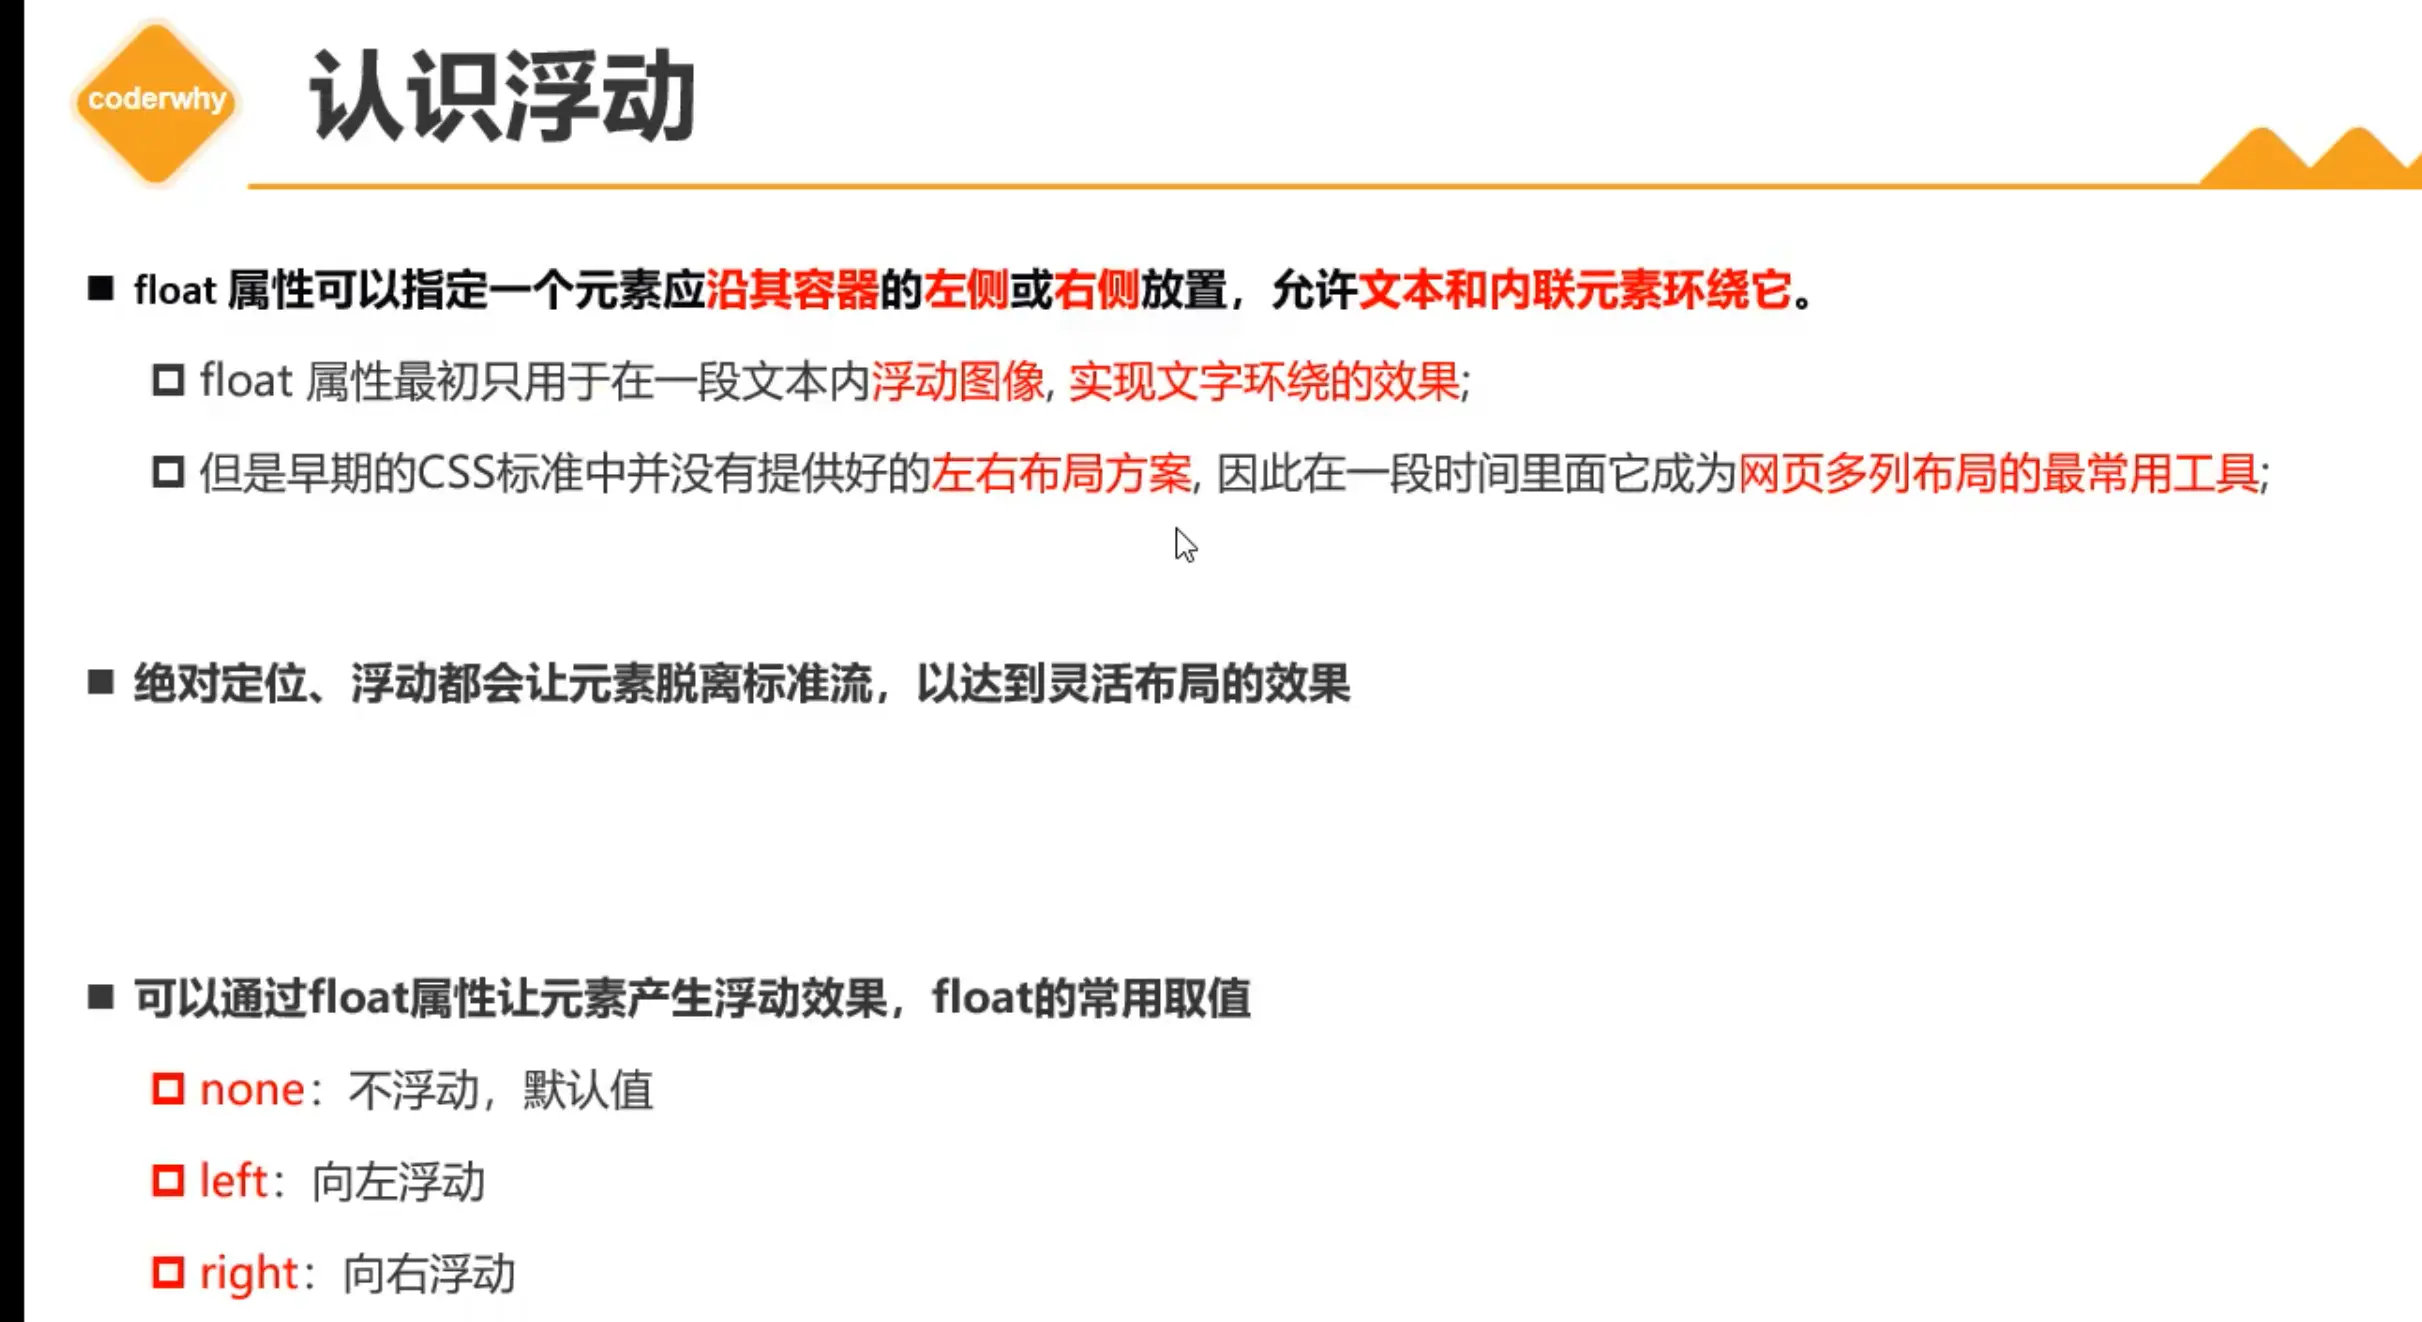 coderwhy
认识浮动
float 属性可以指定一个元素应沿其容器的左侧或右侧放置，允许文本和内联元素环绕它。
float 属性最初只用于在一段文本内浮动图像, 实现文字环绕的效果;
但是早期的CSS标准中并没有提供好的左右布局方案, 因此在一段时间里面它成为网页多列布局的最常用工具;
绝对定位、浮动都会让元素脱离标准流，以达到灵活布局的效果
可以通过float属性让元素产生浮动效果，float的常用取值
none：不浮动，默认值
left：向左浮动
right：向右浮动